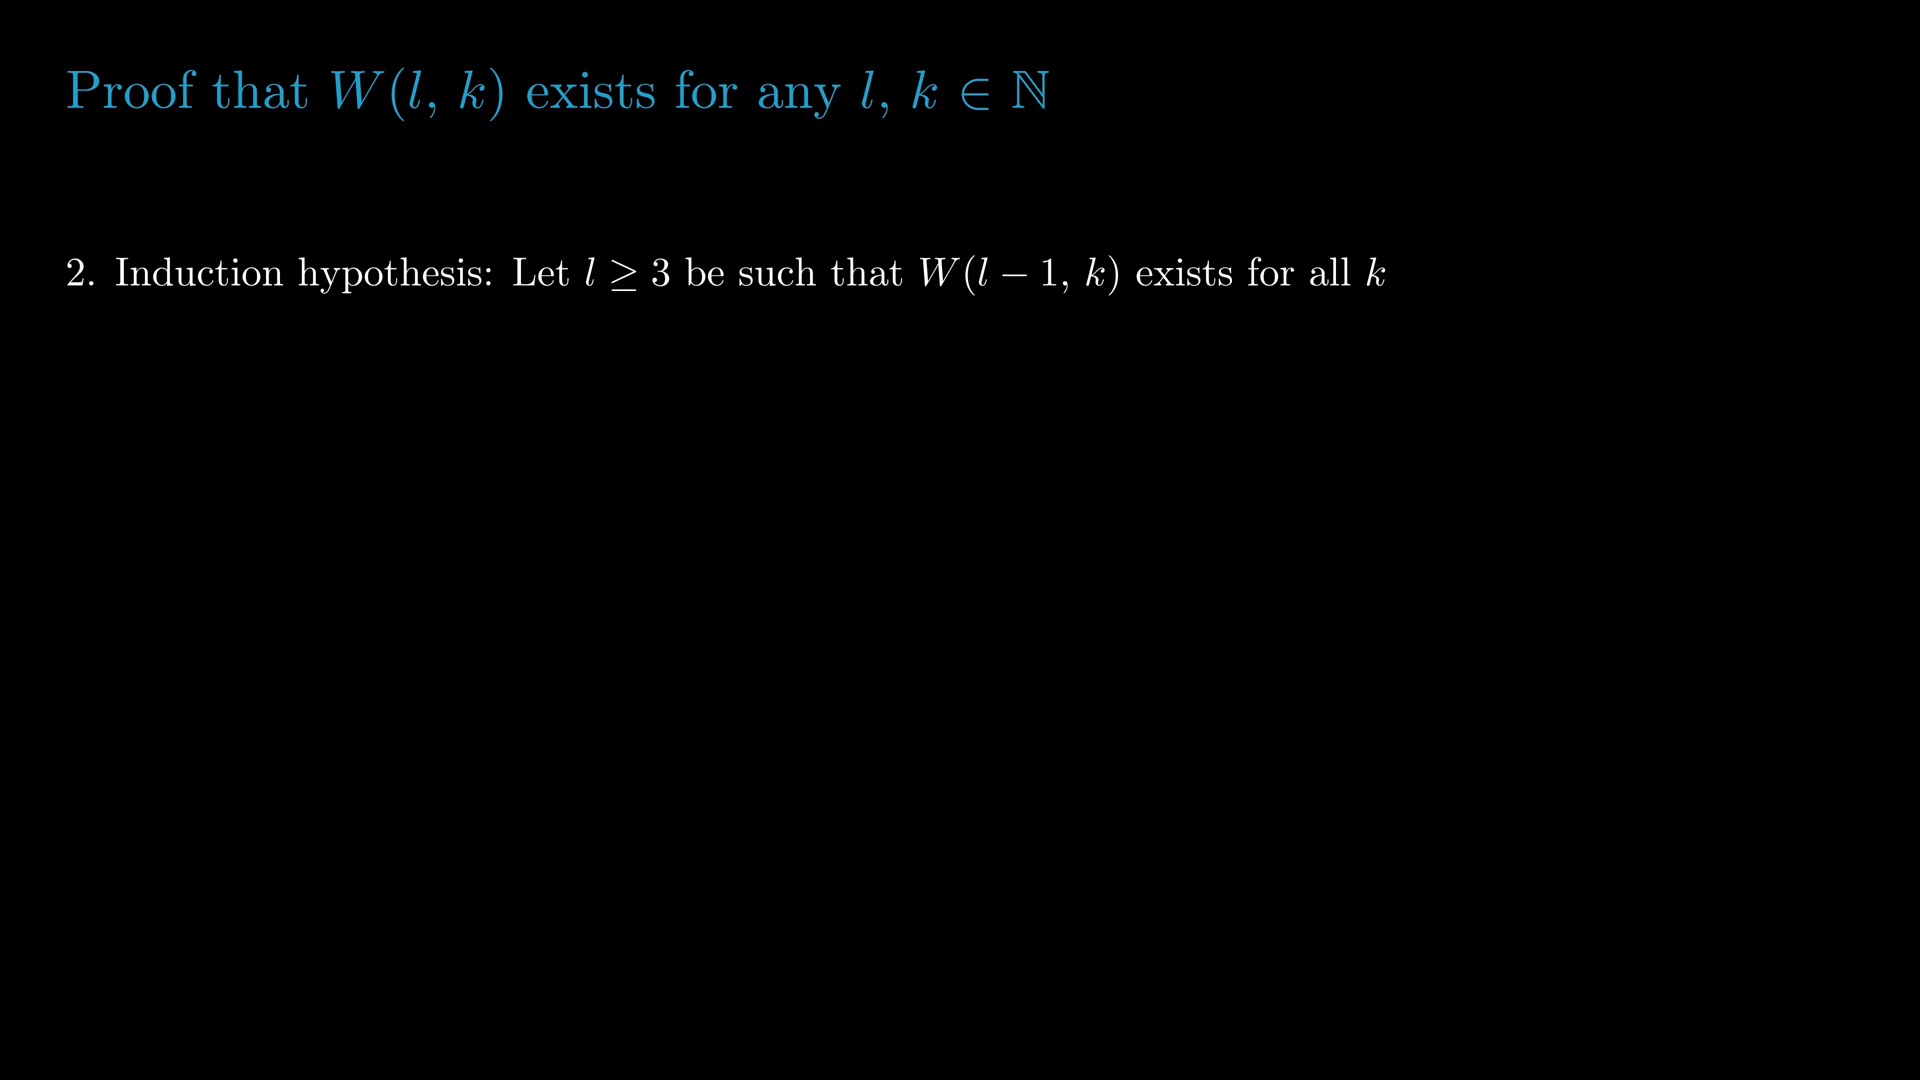 Proof that W(l, k) exists for any l, k ∈ ℕ
2. Induction hypothesis: Let l ≥ 3 be such that W(l − 1, k) exists for all k